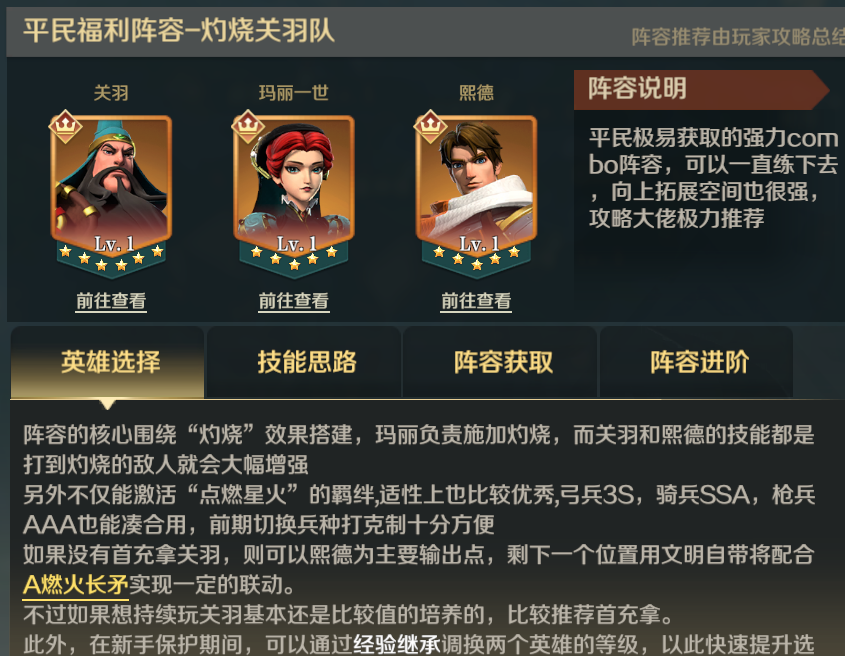 平民福利阵容-灼烧关羽队
阵容推荐由玩家攻略总结
关羽
玛丽一世
熙德
阵容说明
平民极易获取的强力com
bo阵容，可以一直练下去
，向上拓展空间也很强，
攻略大佬极力推荐
Lv.1
Lv.1
Lv.1
前往查看
前往查看
前往查看
英雄选择
技能思路
阵容获取
阵容进阶
阵容的核心围绕“灼烧”效果搭建，玛丽负责施加灼烧，而关羽和熙德的技能都是
打到灼烧的敌人就会大幅增强
另外不仅能激活“点燃星火”的羁绊,适性上也比较优秀,弓兵3S，骑兵SSA，枪兵
AAA也能凑合用，前期切换兵种打克制十分方便
如果没有首充拿关羽，则可以熙德为主要输出点，剩下一个位置用文明自带将配合
A燃火长矛实现一定的联动。
不过如果想持续玩关羽基本还是比较值的培养的，比较推荐首充拿。
此外，在新手保护期间，可以通过经验继承调换两个英雄的等级，以此快速提升选